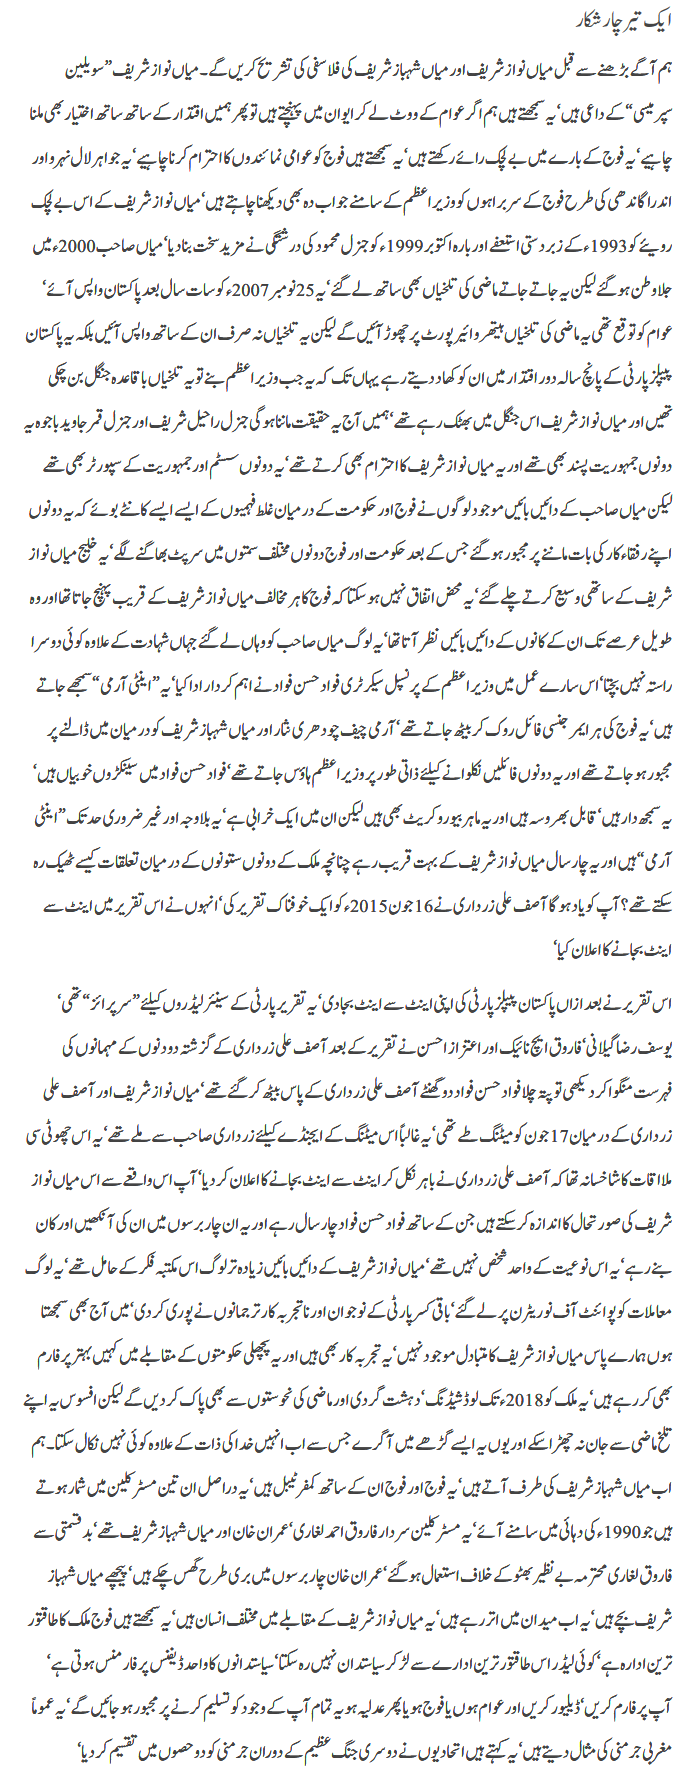 ایک تیر چار شکار
ہم آگے بڑھنے سے قبل میاں نواز شریف اور میاں شہباز شریف کی فلاسفی کی تشریح کریں گے۔ میاں نواز شریف ”سویلین
سپرمیسی“ کے داعی ہیں‘ یہ سمجھتے ہیں ہم اگر عوام کے ووٹ لے کر ایوان میں پہنچتے ہیں تو پھر ہمیں اقتدار کے ساتھ ساتھ اختیار بھی ملنا
چاہیے‘ یہ فوج کے بارے میں بے لچک رائے رکھتے ہیں‘ یہ سمجھتے ہیں فوج کو عوامی نمائندوں کا احترام کرنا چاہیے‘ یہ جواہر لال نہرو اور
اندرا گاندھی کی طرح فوج کے سربراہوں کو وزیراعظم کے سامنے جواب دہ بھی دیکھنا چاہتے ہیں‘ میاں نواز شریف کے اس بے لچک
رویئے کو 1993ء کے زبردستی استعفے اور بارہ اکتوبر 1999ء کو جنرل محمود کی درشتگی نے مزید سخت بنا دیا‘ میاں صاحب 2000ء میں
جلاوطن ہو گئے لیکن یہ جاتے جاتے ماضی کی تلخیاں بھی ساتھ لے گئے‘ یہ 25 نومبر 2007ء کو سات سال بعد پاکستان واپس آئے‘
عوام کو توقع تھی یہ ماضی کی تلخیاں ہیتھرو ایئرپورٹ پر چھوڑ آئیں گے لیکن یہ تلخیاں نہ صرف ان کے ساتھ واپس آئیں بلکہ یہ پاکستان
پیپلز پارٹی کے پانچ سالہ دور اقتدار میں ان کو کھاد دیتے رہے یہاں تک کہ یہ جب وزیراعظم بنے تو یہ تلخیاں باقاعدہ جنگل بن چکی
تھیں اور میاں نواز شریف اس جنگل میں بھٹک رہے تھے‘ ہمیں آج یہ حقیقت ماننا ہوگی جنرل راحیل شریف اور جنرل قمر جاوید باجوہ یہ
دونوں جمہوریت پسند بھی تھے اور یہ میاں نواز شریف کا احترام بھی کرتے تھے‘ یہ دونوں سسٹم اور جمہوریت کے سپورٹر بھی تھے
لیکن میاں صاحب کے دائیں بائیں موجود لوگوں نے فوج اور حکومت کے درمیان غلط فہمیوں کے ایسے ایسے کانٹے بوئے کہ یہ دونوں
اپنے رفقاء کار کی بات ماننے پر مجبور ہو گئے جس کے بعد حکومت اور فوج دونوں مختلف سمتوں میں سرپٹ بھاگنے لگے‘ یہ خلیج میاں نواز
شریف کے ساتھی وسیع کرتے چلے گئے‘ یہ محض اتفاق نہیں ہو سکتا کہ فوج کا ہر مخالف میاں نواز شریف کے قریب پہنچ جاتا تھا اور وہ
طویل عرصے تک ان کے کانوں کے دائیں بائیں نظر آتا تھا‘ یہ لوگ میاں صاحب کو وہاں لے گئے جہاں شہادت کے علاوہ کوئی دوسرا
راستہ نہیں بچتا‘ اس سارے عمل میں وزیراعظم کے پرنسپل سیکرٹری فواد حسن فواد نے اہم کردار ادا کیا‘ یہ ”اینٹی آرمی“ سمجھے جاتے
ہیں‘ یہ فوج کی ہر ایمرجنسی فائل روک کر بیٹھ جاتے تھے‘ آرمی چیف چودھری نثار اور میاں شہباز شریف کو درمیان میں ڈالنے پر
مجبور ہو جاتے تھے اور یہ دونوں فائلیں نکلوانے کیلئے ذاتی طور پر وزیراعظم ہاؤس جاتے تھے‘ فواد حسن فواد میں سینکڑوں خوبیاں ہیں‘
یہ سمجھ دار ہیں‘ قابل بھروسہ ہیں اور یہ ماہر بیوروکریٹ بھی ہیں لیکن ان میں ایک خرابی ہے‘ یہ بلاوجہ اور غیر ضروری حد تک ”اینٹی
آرمی“ ہیں اور یہ چار سال میاں نواز شریف کے بہت قریب رہے چنانچہ ملک کے دونوں ستونوں کے درمیان تعلقات کیسے ٹھیک رہ
سکتے تھے؟ آپ کو یاد ہوگا آصف علی زرداری نے 16 جون 2015ء کو ایک خوفناک تقریر کی‘ انہوں نے اس تقریر میں اینٹ سے
اینٹ بجانے کا اعلان کیا‘
اس تقریر نے بعد ازاں پاکستان پیپلز پارٹی کی اپنی اینٹ سے اینٹ بجا دی‘ یہ تقریر پارٹی کے سینئر لیڈروں کیلئے ”سرپرائز“ تھی‘
یوسف رضا گیلانی‘ فاروق ایچ نائیک اور اعتزاز احسن نے تقریر کے بعد آصف علی زرداری کے گزشتہ دو دنوں کے مہمانوں کی
فہرست منگوا کر دیکھی تو پتہ چلا فواد حسن فواد دو گھنٹے آصف علی زرداری کے پاس بیٹھ کر گئے تھے‘ میاں نواز شریف اور آصف علی
زرداری کے درمیان 17 جون کو میٹنگ طے تھی‘ یہ غالباً اس میٹنگ کے ایجنڈے کیلئے زرداری صاحب سے ملے تھے‘ یہ اس چھوٹی سی
ملااقات کا شاخسانہ تھا کہ آصف علی زرداری نے باہر نکل کر اینٹ سے اینٹ بجانے کا اعلان کر دیا‘ آپ اس واقعے سے اس میاں نواز
شریف کی صورتحال کا اندازہ کر سکتے ہیں جن کے ساتھ فواد حسن فواد چار سال رہے اور یہ ان چار برسوں میں ان کی آنکھیں اور کان
بنے رہے‘ یہ اس نوعیت کے واحد شخص نہیں تھے‘ میاں نواز شریف کے دائیں بائیں زیادہ تر لوگ اس مکتبہ فکر کے حامل تھے‘ یہ لوگ
معاملات کو پوائنٹ آف نو ریٹرن پر لے گئے‘ باقی کسر پارٹی کے نوجوان اور ناتجربہ کار ترجمانوں نے پوری کر دی‘ میں آج بھی سمجھتا
ہوں ہمارے پاس میاں نواز شریف کا متبادل موجود نہیں‘ یہ تجربہ کار بھی ہیں اور یہ پچھلی حکومتوں کے مقابلے میں کہیں بہتر پرفارم
بھی کر رہے ہیں‘ یہ ملک کو 2018ء تک لوڈ شیڈنگ‘ دہشت گردی اور ماضی کی نحوستوں سے بھی پاک کر دیں گے لیکن افسوس یہ اپنے
تلخ ماضی سے جان نہ چھڑا سکے اور یوں یہ ایسے گڑھے میں آ گرے جس سے اب انہیں خدا کی ذات کے علاوہ کوئی نہیں نکال سکتا۔ ہم
اب میاں شہباز شریف کی طرف آتے ہیں‘ یہ فوج اور فوج ان کے ساتھ کمفرٹیبل ہیں‘ یہ دراصل ان تین مسٹر کلین میں شمار ہوتے
ہیں جو 1990ء کی دہائی میں سامنے آئے‘ یہ مسٹر کلین سردار فاروق احمد لغاری‘ عمران خان اور میاں شہباز شریف تھے‘ بدقسمتی سے
فاروق لغاری محترمہ بے نظیر بھٹو کے خلاف استعمال ہو گئے‘ عمران خان چار برسوں میں بری طرح گھس چکے ہیں‘ پیچھے میاں شہباز
شریف بچے ہیں‘ یہ اب میدان میں اتر رہے ہیں‘ یہ میاں نواز شریف کے مقابلے میں مختلف انسان ہیں‘ یہ سمجھتے ہیں فوج ملک کا طاقتور
ترین ادارہ ہے‘ کوئی لیڈر اس طاقتور ترین ادارے سے لڑ کر سیاستدان نہیں رہ سکتا‘ سیاستدانوں کا واحد ڈیفنس پرفارمنس ہوتی ہے‘
آپ پرفارم کریں‘ ڈیلیور کریں اور عوام ہوں یا فوج ہو یا پھر عدلیہ ہو یہ تمام آپ کے وجود کو تسلیم کرنے پر مجبور ہو جائیں گے‘ یہ عموماً
مغربی جرمنی کی مثال دیتے ہیں‘ یہ کہتے ہیں اتحادیوں نے دوسری جنگ عظیم کے دوران جرمنی کو دو حصوں میں تقسیم کر دیا‘